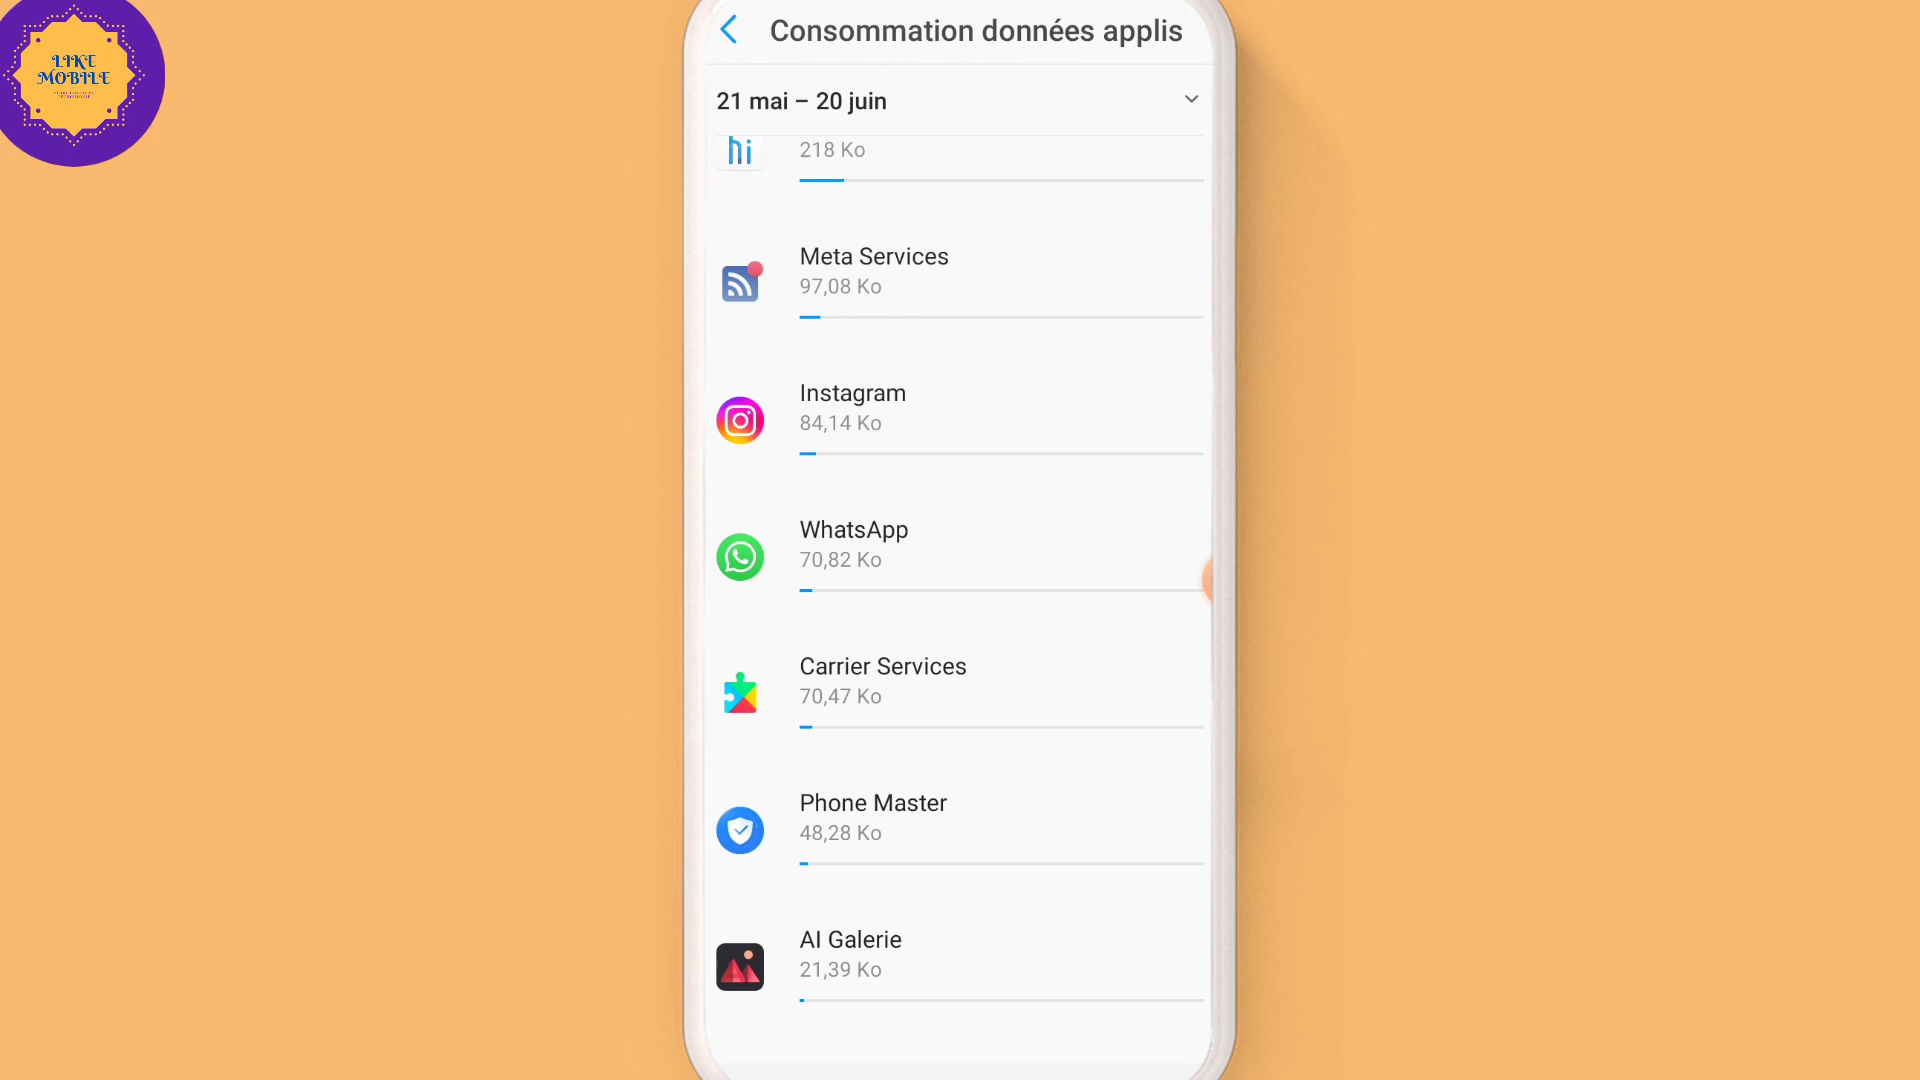 LIKE
MOBILE
Consommation données applis
21 mai – 20 juin
hi
218 Ko
Meta Services
97,08 Ko
Instagram
84,14 Ko
WhatsApp
70,82 Ko
Carrier Services
70,47 Ko
Phone Master
48,28 Ko
AI Galerie
21,39 Ko